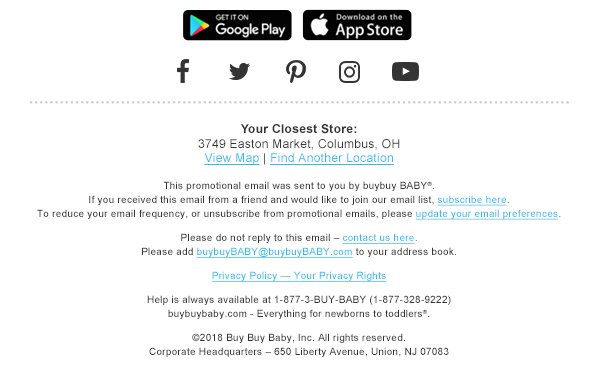 GET IT ON
Google Play
Download on the
App Store
Your Closest Store:
3749 Easton Market, Columbus, OH
View Map | Find Another Location
This promotional email was sent to you by buybuy BABY®.
If you received this email from a friend and would like to join our email list, subscribe here.
To reduce your email frequency, or unsubscribe from promotional emails, please update your email preferences.
Please do not reply to this email – contact us here.
Please add buybuyBABY@buybuyBABY.com to your address book.
Privacy Policy — Your Privacy Rights
Help is always available at 1-877-3-BUY-BABY (1-877-328-9222)
buybuybaby.com - Everything for newborns to toddlers®.
©2018 Buy Buy Baby, Inc. All rights reserved.
Corporate Headquarters – 650 Liberty Avenue, Union, NJ 07083